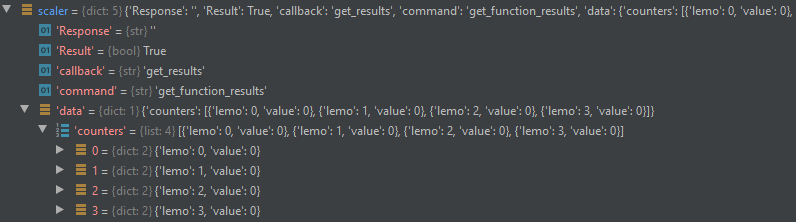 scaler = {dict: 5} {'Response': '', 'Result': True, 'callback': 'get_results', 'command': 'get_function_results', 'data': {'counters': [{'lemo': 0, 'value': 0},
'Response' = {str} ''
'Result' = {bool} True
'callback' = {str} 'get_results'
'command' = {str} 'get_function_results'
'data' = {dict: 1} {'counters': [{'lemo': 0, 'value': 0}, {'lemo': 1, 'value': 0}, {'lemo': 2, 'value': 0}, {'lemo': 3, 'value': 0}]}
'counters' = {list: 4} [{'lemo': 0, 'value': 0}, {'lemo': 1, 'value': 0}, {'lemo': 2, 'value': 0}, {'lemo': 3, 'value': 0}]
0 = {dict: 2} {'lemo': 0, 'value': 0}
1 = {dict: 2} {'lemo': 1, 'value': 0}
2 = {dict: 2} {'lemo': 2, 'value': 0}
3 = {dict: 2} {'lemo': 3, 'value': 0}